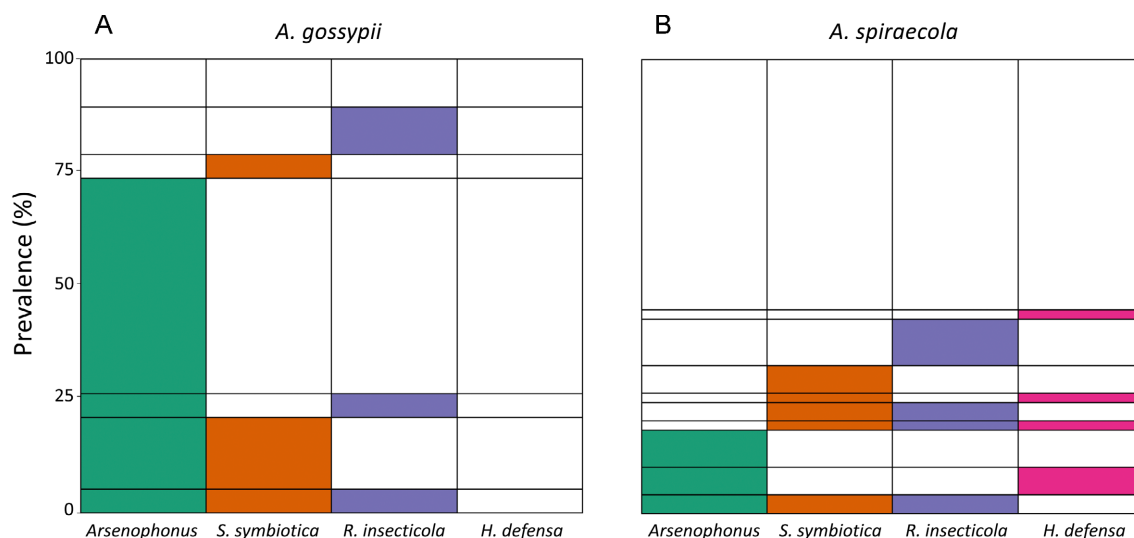 A
A. gossypii
B
A. spiraecola
Prevalence (%)
100
75
50
25
0
Arsenophonus S. symbiotica R. insecticola H. defensa
Arsenophonus S. symbiotica R. insecticola H. defensa